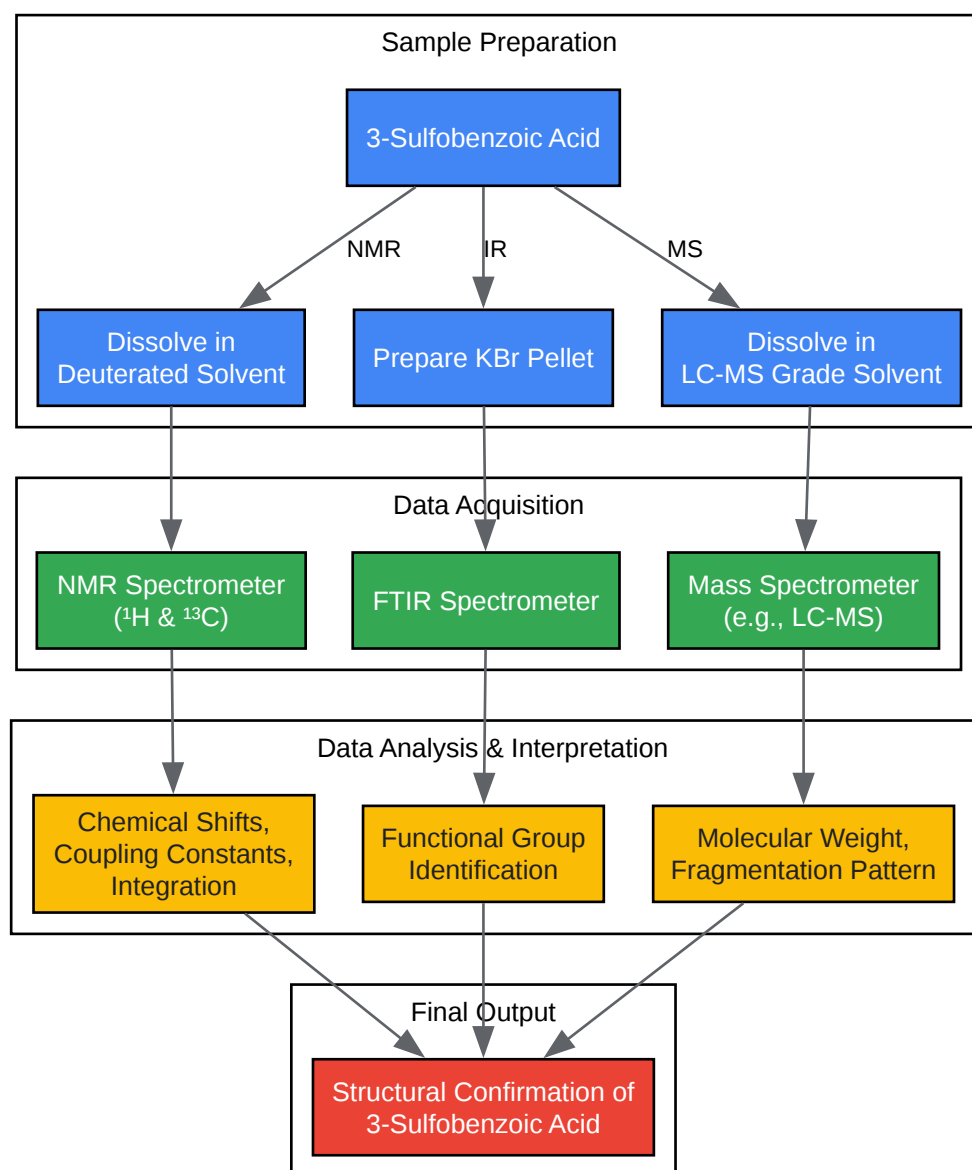 Sample Preparation
3-Sulfobenzoic Acid
NMR
IR
MS
Dissolve in
Deuterated Solvent
Prepare KBr Pellet
Dissolve in
LC-MS Grade Solvent
Data Acquisition
NMR Spectrometer
(¹H & ¹³C)
FTIR Spectrometer
Mass Spectrometer
(e.g., LC-MS)
Data Analysis & Interpretation
Chemical Shifts,
Coupling Constants,
Integration
Functional Group
Identification
Molecular Weight,
Fragmentation Pattern
Final Output
Structural Confirmation of
3-Sulfobenzoic Acid